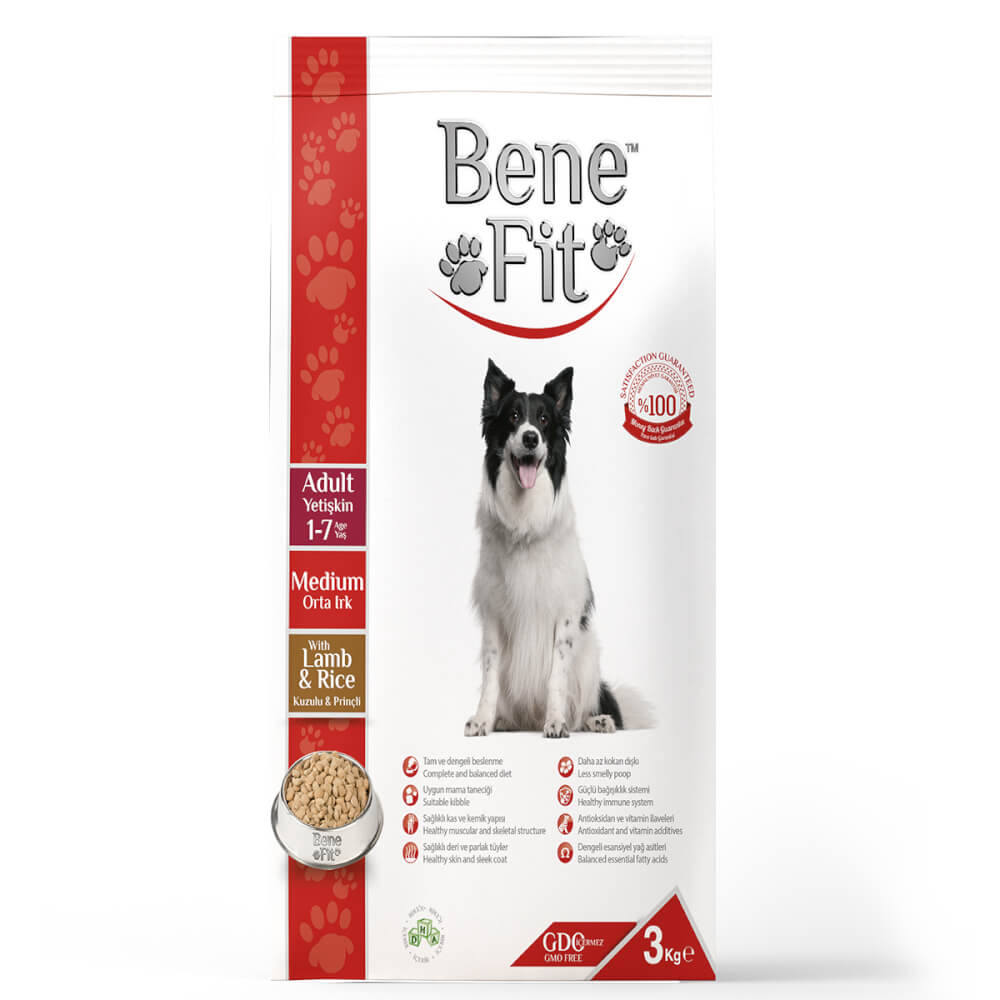 Bene™
Fit
SATISFACTION GUARANTEED
%100
Money Back Guarantee
Adult
Yetişkin
1-7 Age
Yaş
Medium
Orta Irk
With
Lamb
& Rice
Kuzulu & Prinçli
Tam ve dengeli beslenme
Complete and balanced diet
Uygun mama taneciği
Suitable kibble
Sağlıklı kas ve kemik yapısı
Healthy muscular and skeletal structure
Sağlıklı deri ve parlak tüyler
Healthy skin and sleek coat
Daha az kokan dışkı
Less smelly poop
Güçlü bağışıklık sistemi
Healthy immune system
Antioksidan ve vitamin ilaveleri
Antioxidant and vitamin additives
Dengeli esansiyel yağ asitleri
Balanced essential fatty acids
Bene
Fit
DHA
GDO İÇERMEZ
GMO FREE
3 Kg e